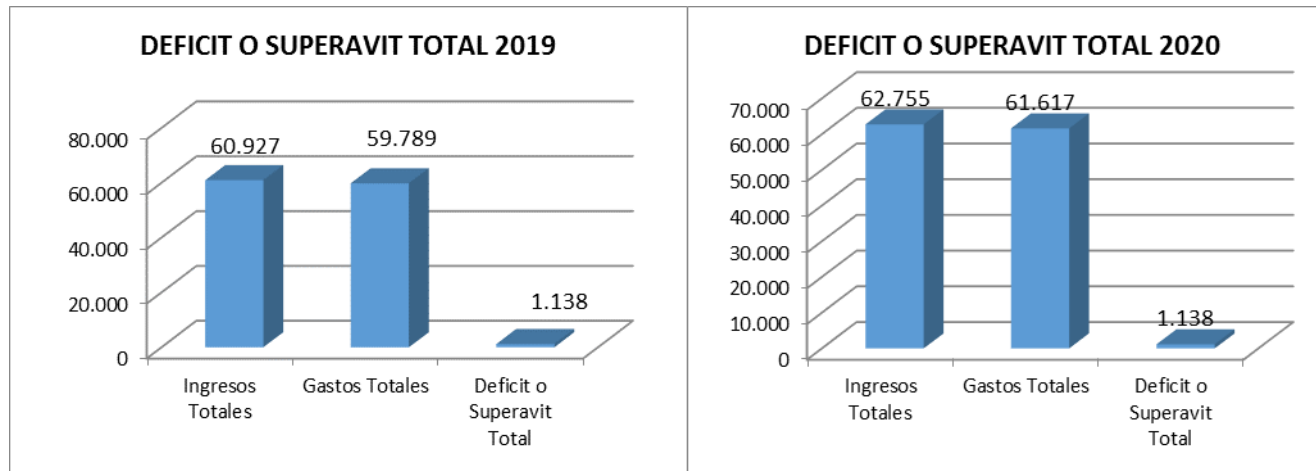 DEFICIT O SUPERAVIT TOTAL 2019
80.000
60.000
40.000
20.000
0
60.927
59.789
1.138
Ingresos
Totales
Gastos Totales
Deficit o
Superavit
Total
DEFICIT O SUPERAVIT TOTAL 2020
70.000
60.000
50.000
40.000
30.000
20.000
10.000
0
62.755
61.617
1.138
Ingresos
Totales
Gastos Totales
Deficit o
Superavit
Total